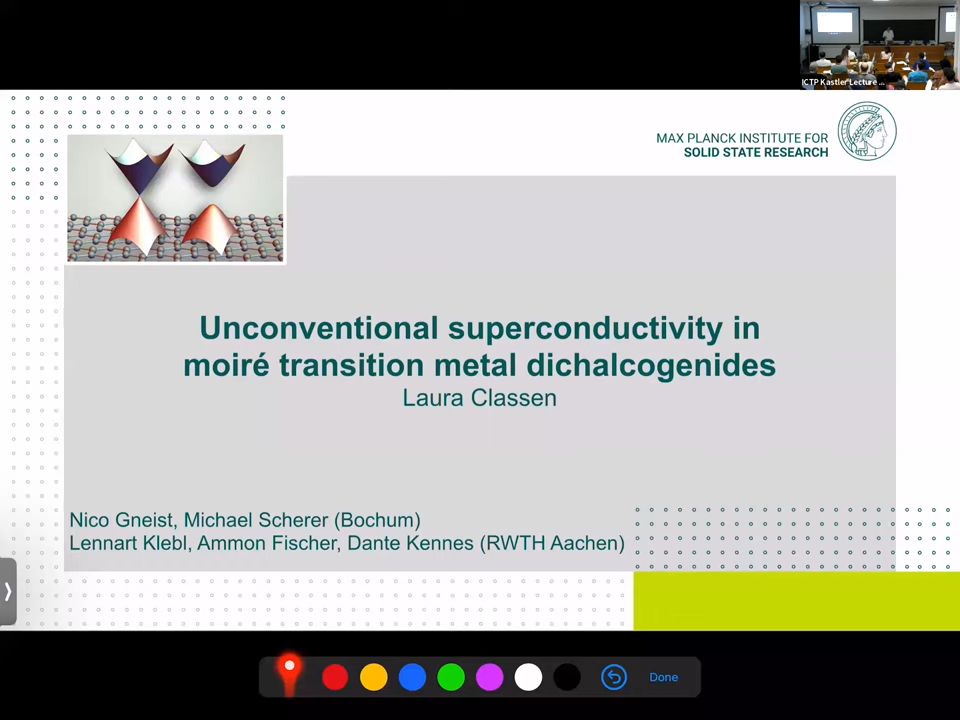 ICTP Kastler Lecture ...
MAX PLANCK INSTITUTE FOR
SOLID STATE RESEARCH
Unconventional superconductivity in
moiré transition metal dichalcogenides
Laura Classen
Nico Gneist, Michael Scherer (Bochum)
Lennart Klebl, Ammon Fischer, Dante Kennes (RWTH Aachen)
Done